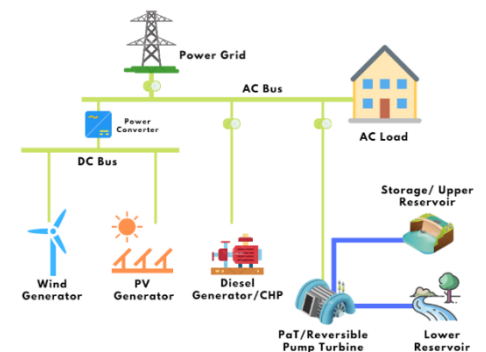 Power Grid
AC Bus
Power
Converter
DC Bus
AC Load
Storage/ Upper
Reservoir
Wind
Generator
PV
Generator
Diesel
Generator/CHP
PaT/Reversible
Pump Turbine
Lower
Reservoir